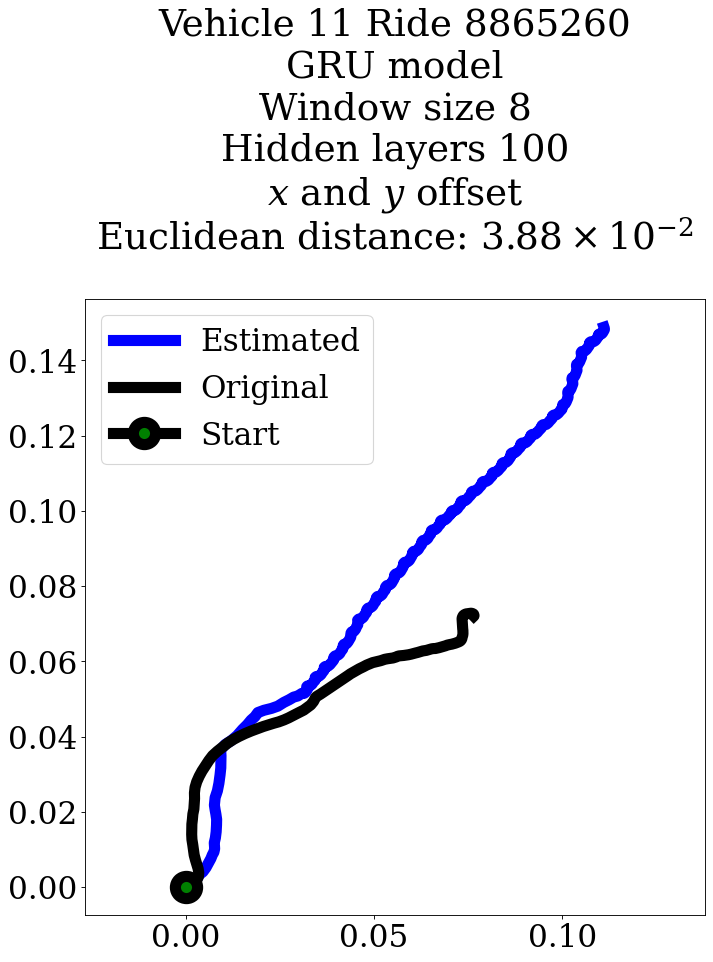 Vehicle 11 Ride 8865260
GRU model
Window size 8
Hidden layers 100
x and y offset
Euclidean distance: 3.88 × 10⁻²
Estimated
Original
Start
0.14
0.12
0.10
0.08
0.06
0.04
0.02
0.00
0.00 0.05 0.10